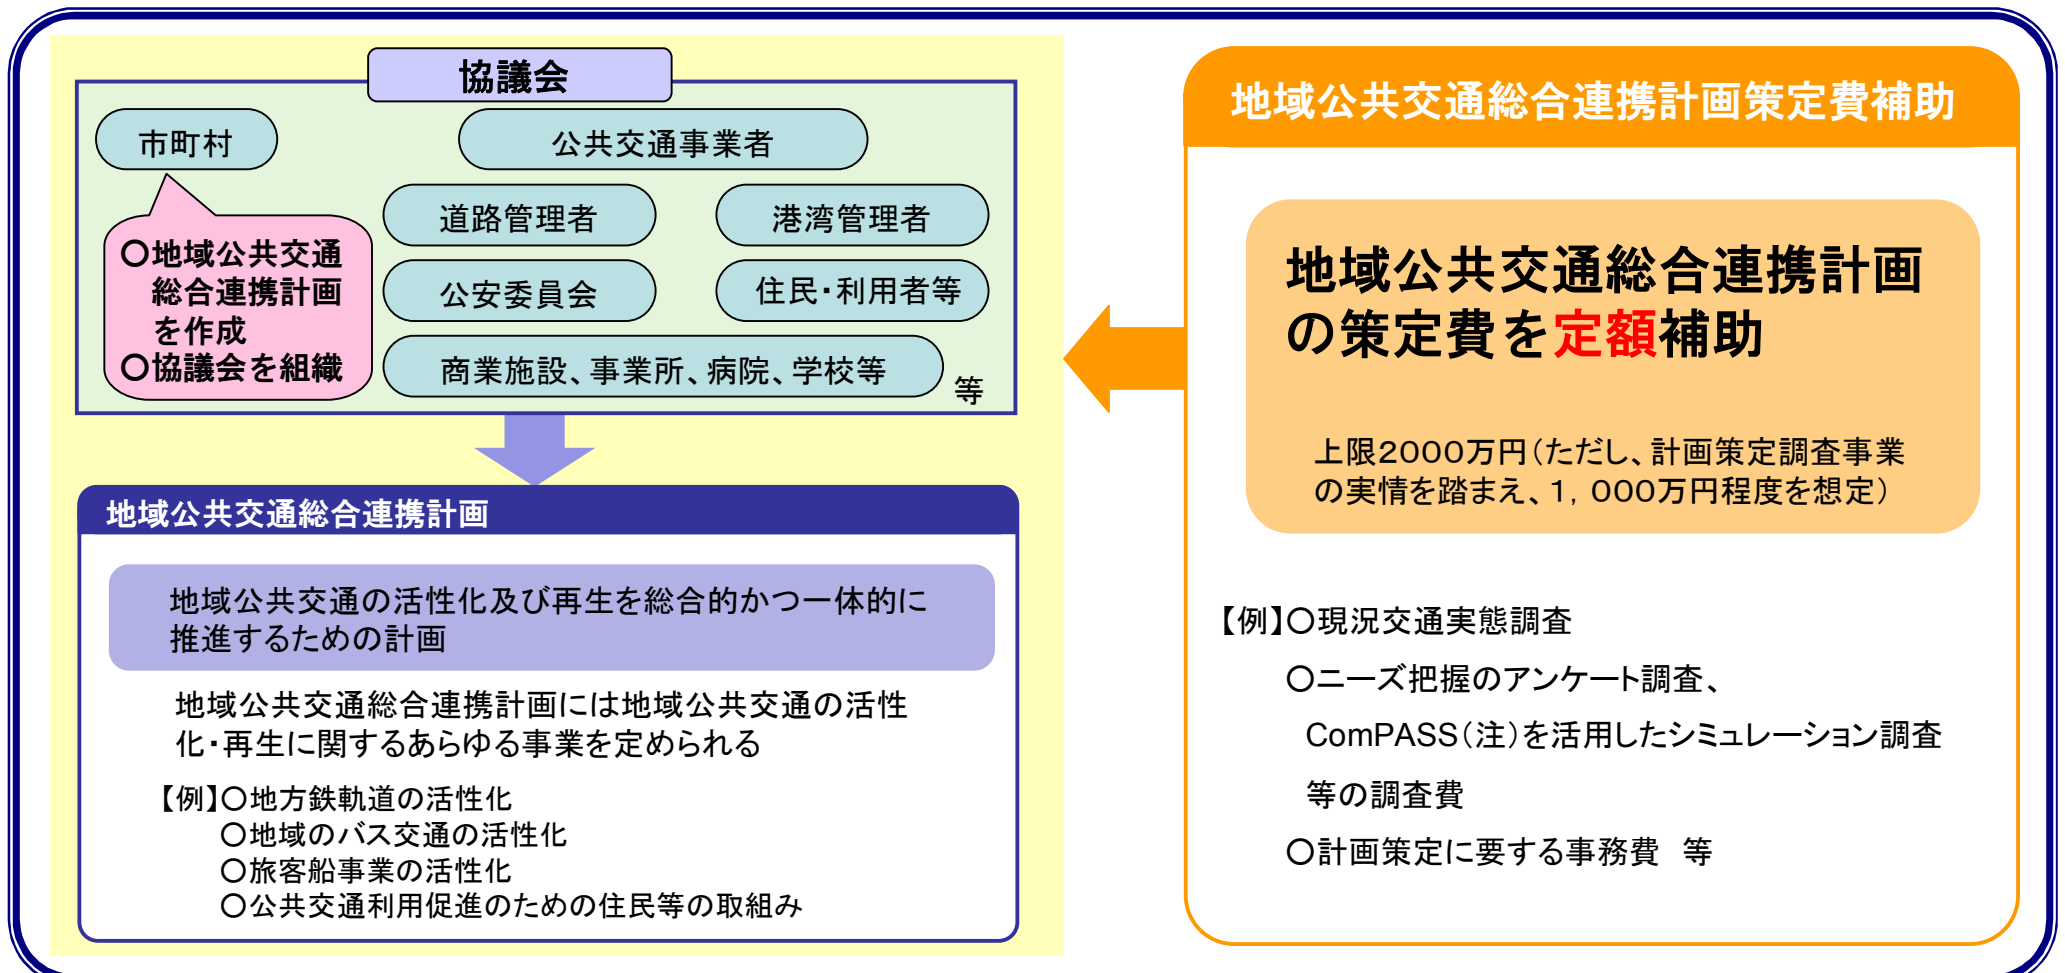 協議会
市町村
公共交通事業者
道路管理者
港湾管理者
公安委員会
住民・利用者等
商業施設、事業所、病院、学校等
等
〇地域公共交通
総合連携計画
を作成
〇協議会を組織
地域公共交通総合連携計画
地域公共交通の活性化及び再生を総合的かつ一体的に
推進するための計画
地域公共交通総合連携計画には地域公共交通の活性
化・再生に関するあらゆる事業を定められる
【例】〇地方鉄軌道の活性化
〇地域のバス交通の活性化
〇旅客船事業の活性化
〇公共交通利用促進のための住民等の取組み
地域公共交通総合連携計画策定費補助
地域公共交通総合連携計画
の策定費を定額補助
上限2000万円（ただし、計画策定調査事業
の実情を踏まえ、1，000万円程度を想定）
【例】〇現況交通実態調査
〇ニーズ把握のアンケート調査、
ComPASS（注）を活用したシミュレーション調査
等の調査費
〇計画策定に要する事務費　等